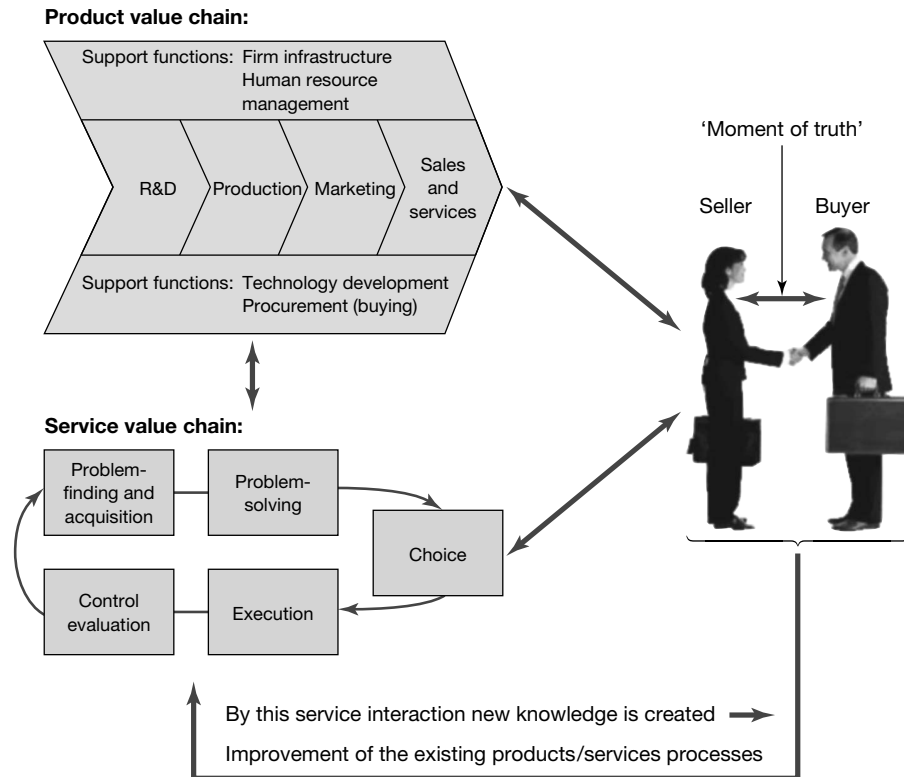 Product value chain:
Support functions: Firm infrastructure
Human resource
management
R&D
Production
Marketing
Sales
and
services
Support functions: Technology development
Procurement (buying)
‘Moment of truth’
Seller
Buyer
Service value chain:
Problem-
finding and
acquisition
Problem-
solving
Choice
Control
evaluation
Execution
By this service interaction new knowledge is created
Improvement of the existing products/services processes